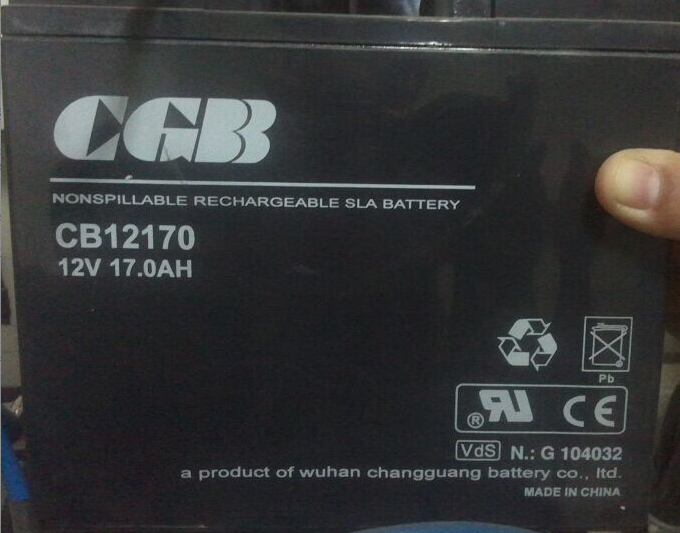 CGB
NONSPILLABLE RECHARGEABLE SLA BATTERY
CB12170
12V 17.0AH
Pb
® RU CE
VdS N.: G 104032
a product of wuhan changguang battery co., ltd.
MADE IN CHINA